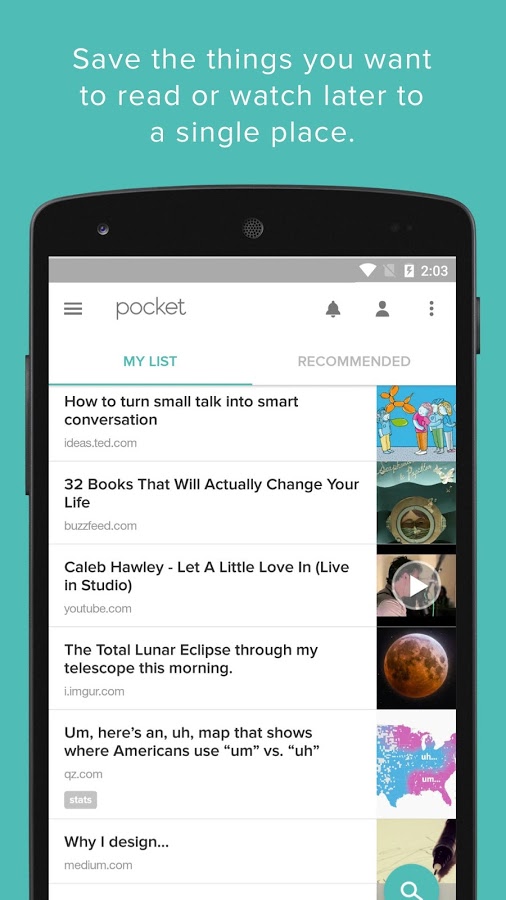 Save the things you want
to read or watch later to
a single place.
2:03
pocket
MY LIST
RECOMMENDED
How to turn small talk into smart
conversation
ideas.ted.com
32 Books That Will Actually Change Your
Life
buzzfeed.com
Caleb Hawley - Let A Little Love In (Live
in Studio)
youtube.com
The Total Lunar Eclipse through my
telescope this morning.
i.imgur.com
Um, here’s an, uh, map that shows
where Americans use “um” vs. “uh”
qz.com
stats
uh...
um...
Why I design...
medium.com